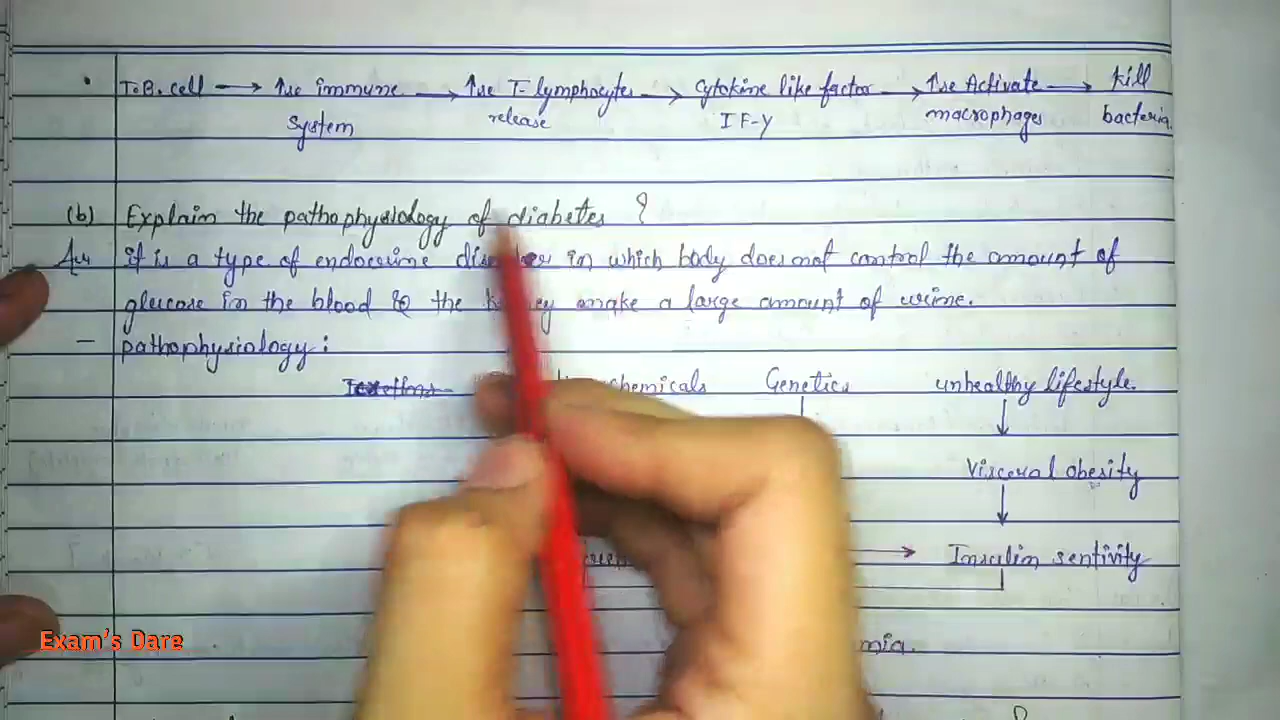 • T.B. cell → ↑se immune → ↑se T-lymphocytes → Cytokine like factor → ↑se Activate → kill
system release IF-γ macrophages bacteria.
(b) Explain the pathophysiology of diabetes ?
Ans it is a type of endocrine in which body does not control the amount of
glucose in the blood & the make a large amount of urine.
– pathophysiology :
chemicals Genetics unhealthy lifestyle.
Visceral obesity
→ Insulin sentivity
Exam's Dare